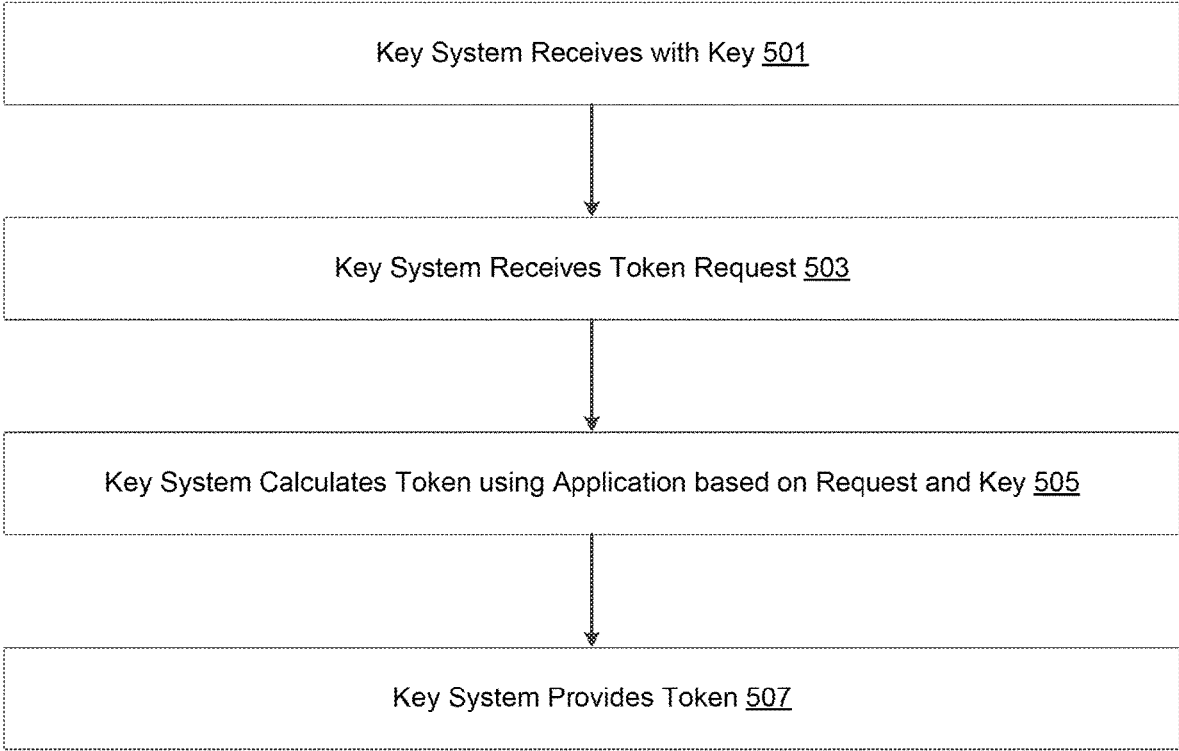 Key System Receives with Key 501
Key System Receives Token Request 503
Key System Calculates Token using Application based on Request and Key 505
Key System Provides Token 507